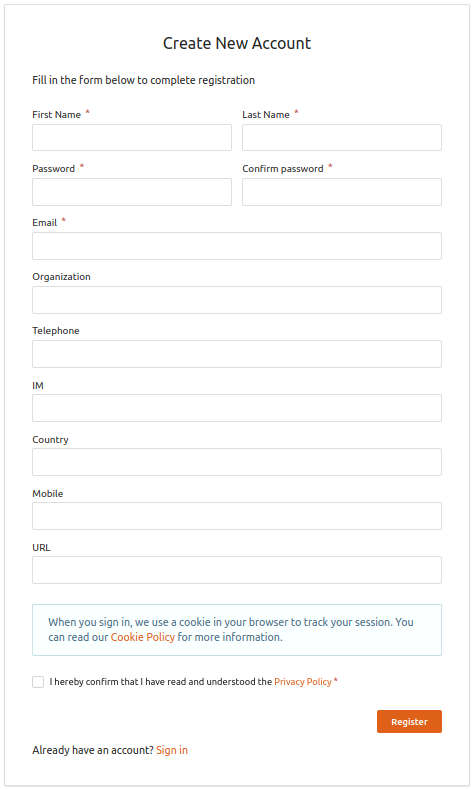 Create New Account
Fill in the form below to complete registration
First Name *
Last Name *
Password *
Confirm password *
Email *
Organization
Telephone
IM
Country
Mobile
URL
When you sign in, we use a cookie in your browser to track your session. You
can read our Cookie Policy for more information.
I hereby confirm that I have read and understood the Privacy Policy *
Register
Already have an account? Sign in